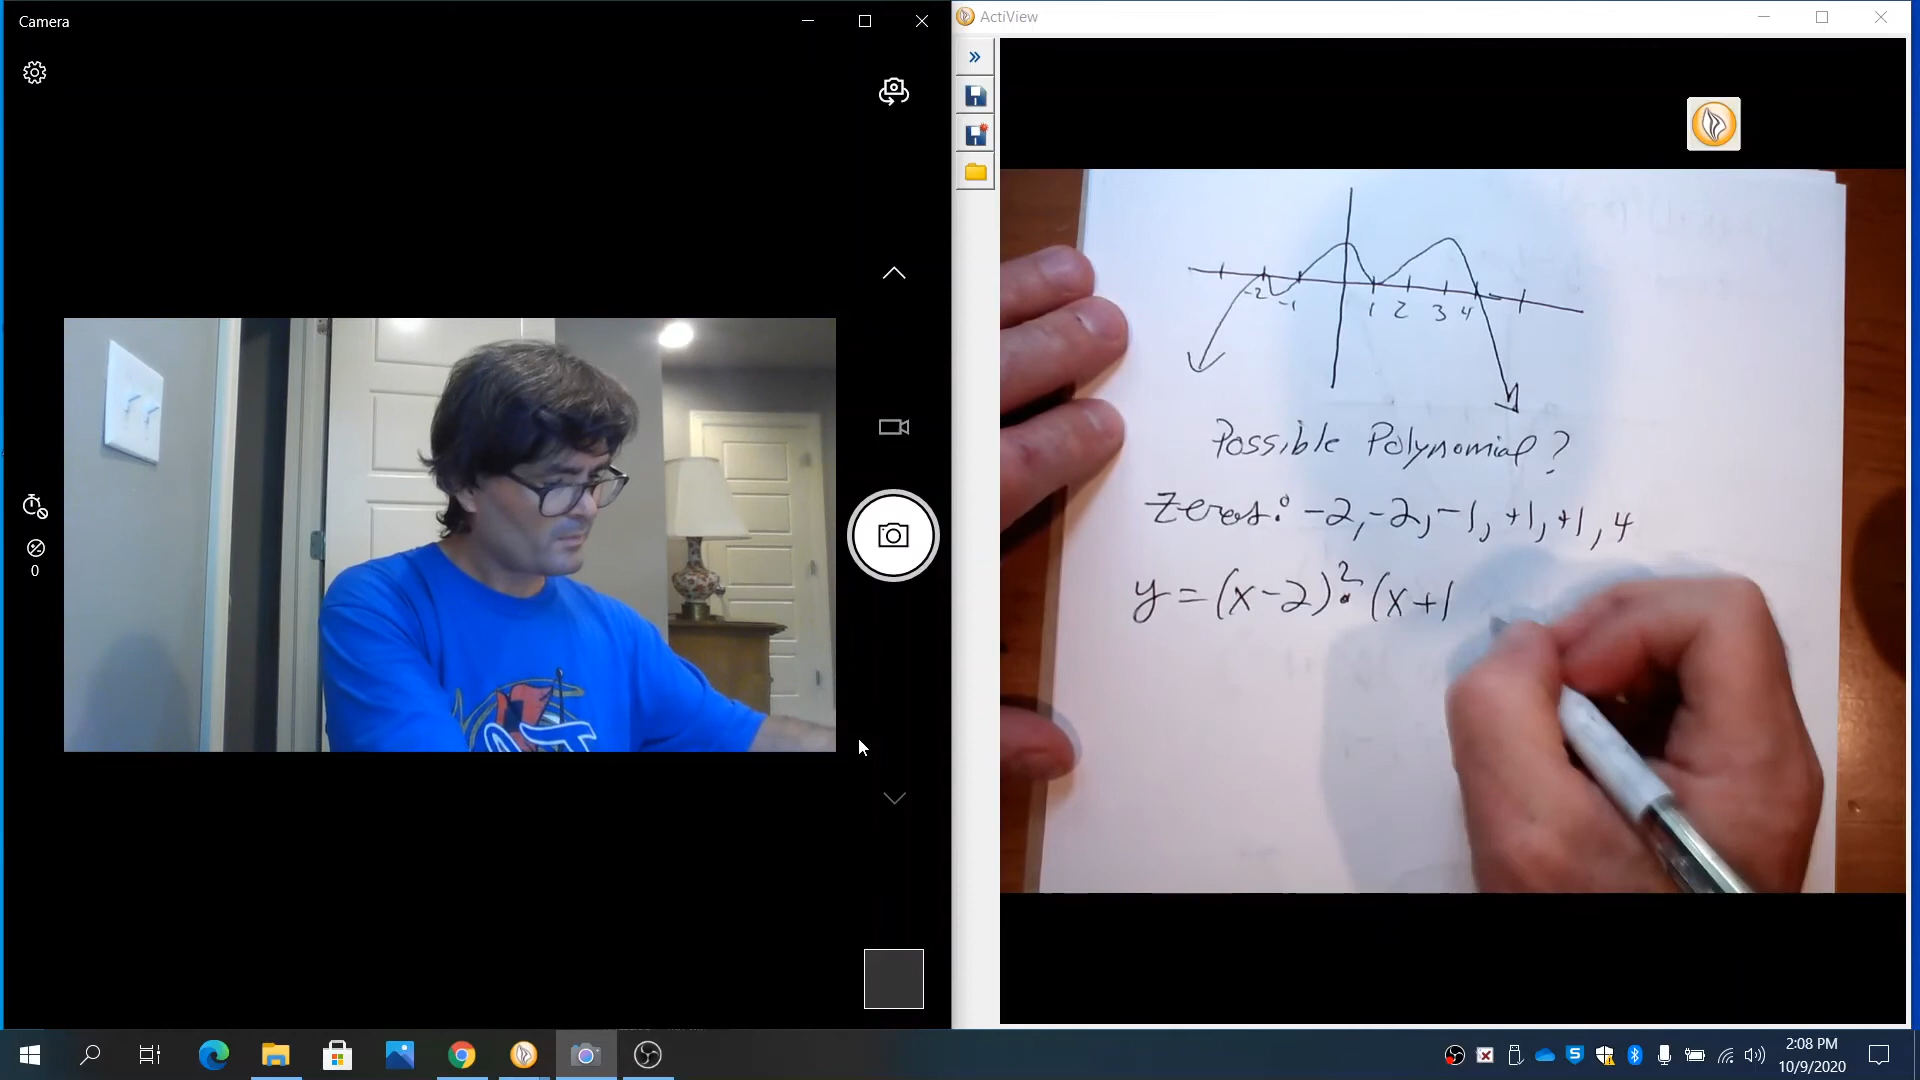 Camera
ActiView
0
-2 -1 1 2 3 4
Possible Polynomial?
Zeros: -2, -2, -1, +1, +1, 4
y = (x-2)²· (x+1
2:08 PM
10/9/2020